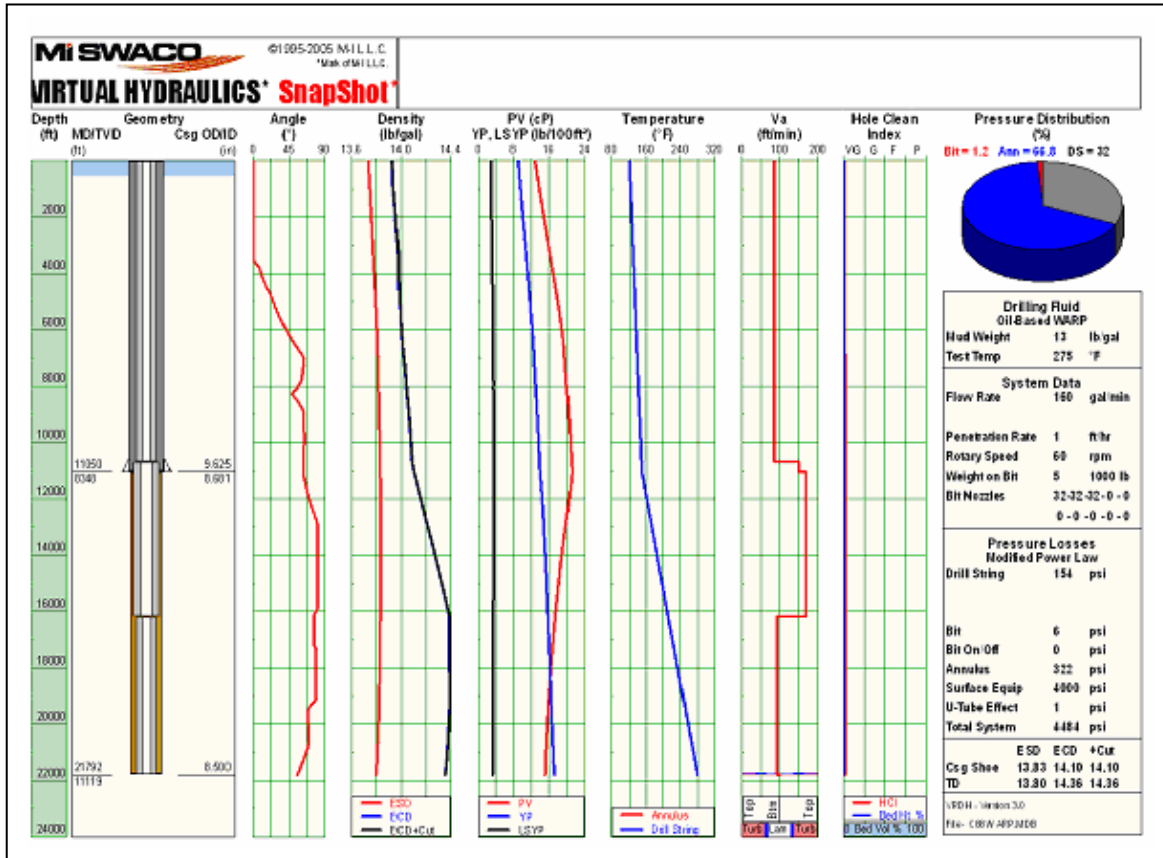 Mi SWACO
©1995-2005 M-I L.L.C.
*Mark of M-I L.L.C.
VIRTUAL HYDRAULICS* SnapShot*
Depth (ft)
Geometry
MD/TVD (ft)
Csg OD/ID (in)
Angle (°)
0 45 90
Density (lb/gal)
13.6 14.0 14.4
PV (cP)
YP, LSYP (lb/100ft²)
0 8 16 24
Temperature (°F)
80 160 240 320
Va (ft/min)
0 100 200
Hole Clean Index
VG G F P
Pressure Distribution (%)
Bit = 1.2 Ann = 66.8 DS = 32
2000
4000
6000
8000
10000
12000
14000
16000
18000
20000
22000
24000
11050 9.625
8348 8.681
21792 8.500
11119
ESD
ECD
ECD+Cut
PV
YP
LSYP
Annulus
Drill String
Top Btm Top
Turb Lam Turb
HCI
Bed Ht %
0 Bed Vol % 100
Drilling Fluid
Oil-Based WARP
Mud Weight 13 lb/gal
Test Temp 275 °F
System Data
Flow Rate 160 gal/min
Penetration Rate 1 ft/hr
Rotary Speed 60 rpm
Weight on Bit 5 1000 lb
Bit Nozzles 32-32-32-0-0
0-0-0-0-0
Pressure Losses
Modified Power Law
Drill String 154 psi
Bit 6 psi
Bit On/Off 0 psi
Annulus 322 psi
Surface Equip 4000 psi
U-Tube Effect 1 psi
Total System 4484 psi
ESD ECD +Cut
Csg Shoe 13.83 14.10 14.10
TD 13.80 14.36 14.36
VRDH - Version 3.0
File-